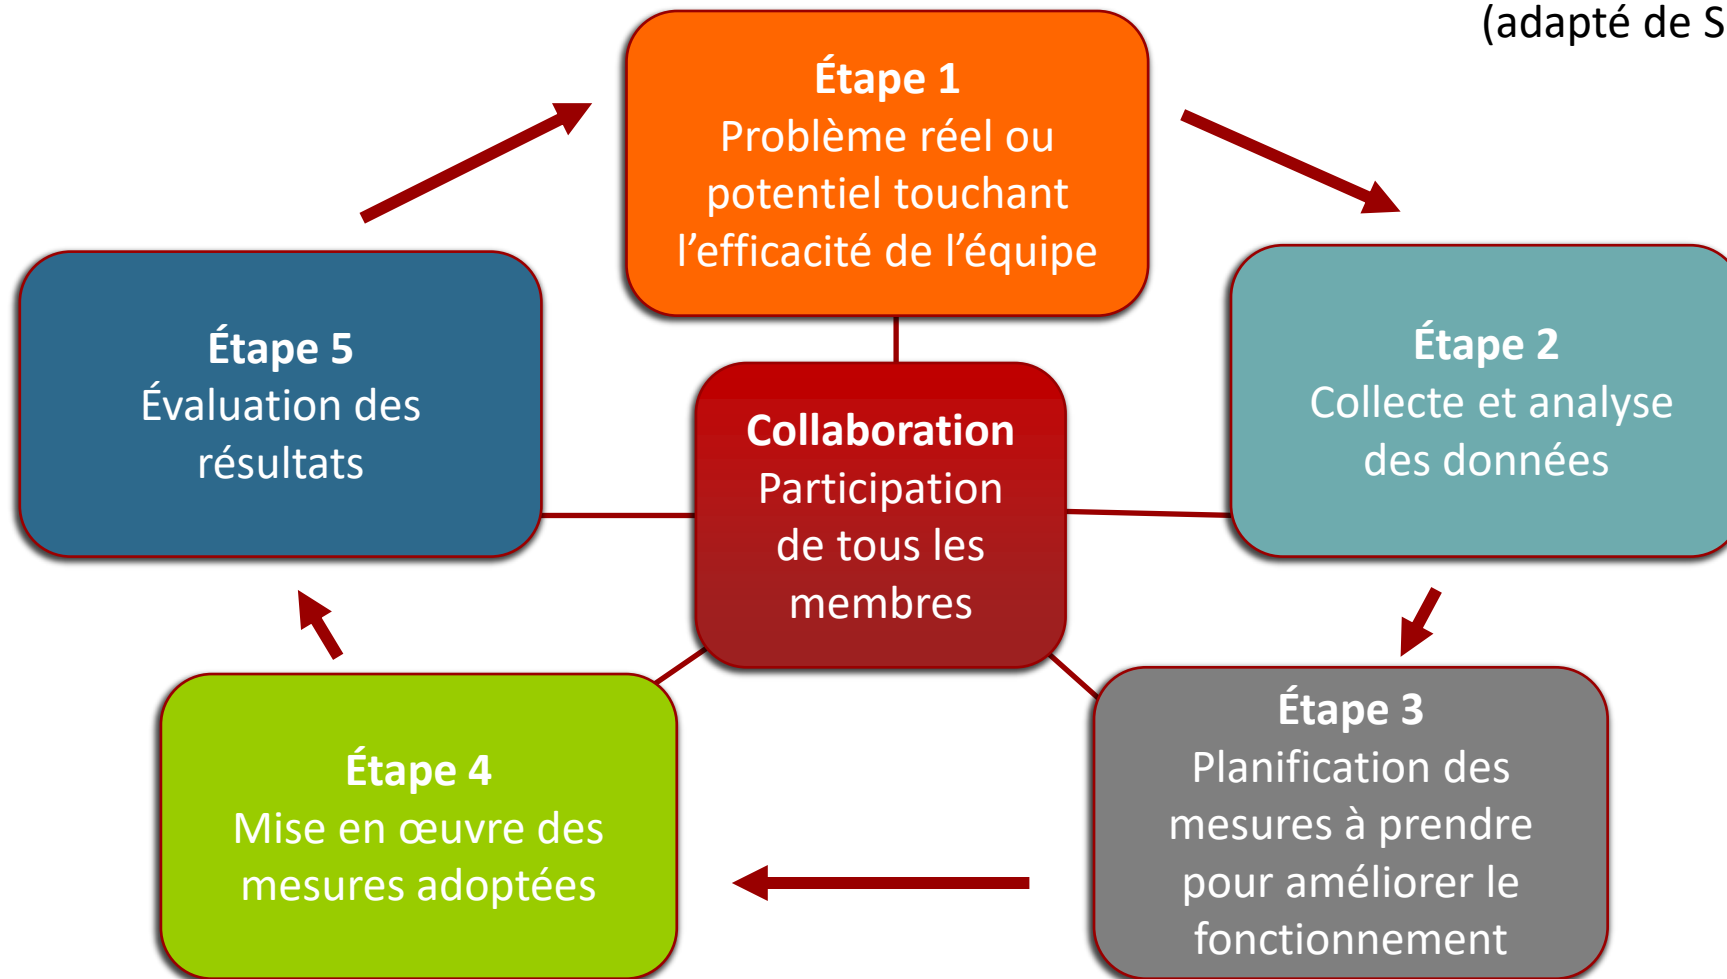 (adapté de S
Étape 1
Problème réel ou
potentiel touchant
l’efficacité de l’équipe
Étape 2
Collecte et analyse
des données
Étape 3
Planification des
mesures à prendre
pour améliorer le
fonctionnement
Étape 4
Mise en œuvre des
mesures adoptées
Étape 5
Évaluation des
résultats
Collaboration
Participation
de tous les
membres